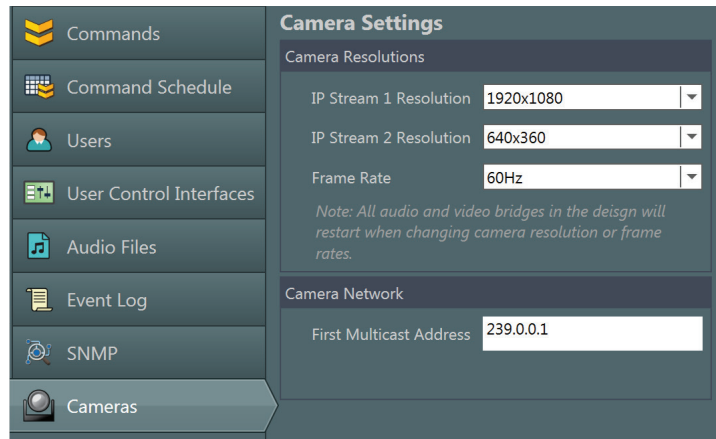 Commands
Command Schedule
Users
User Control Interfaces
Audio Files
Event Log
SNMP
Cameras
Camera Settings
Camera Resolutions
IP Stream 1 Resolution 1920x1080
IP Stream 2 Resolution 640x360
Frame Rate 60Hz
Note: All audio and video bridges in the deisgn will
restart when changing camera resolution or frame
rates.
Camera Network
First Multicast Address 239.0.0.1